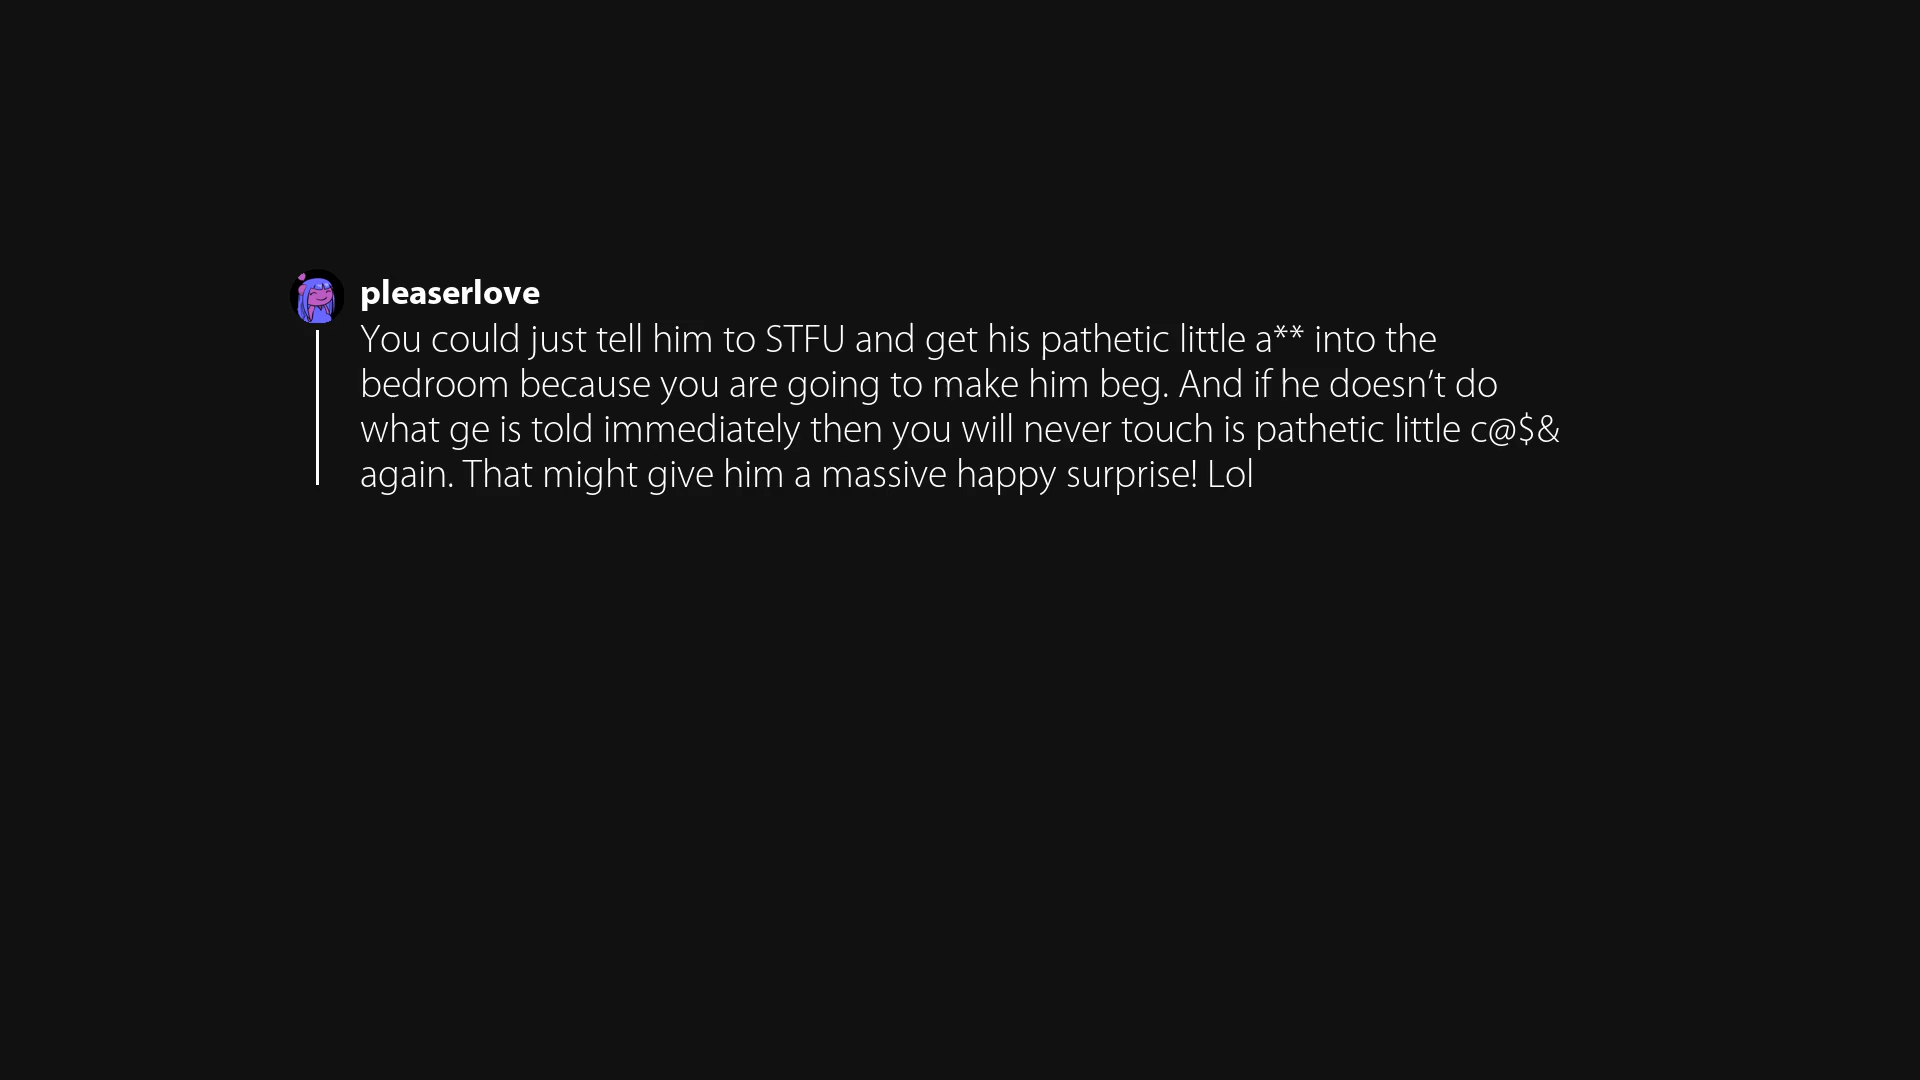 pleaserlove
You could just tell him to STFU and get his pathetic little a** into the
bedroom because you are going to make him beg. And if he doesn’t do
what ge is told immediately then you will never touch is pathetic little c@$&
again. That might give him a massive happy surprise! Lol